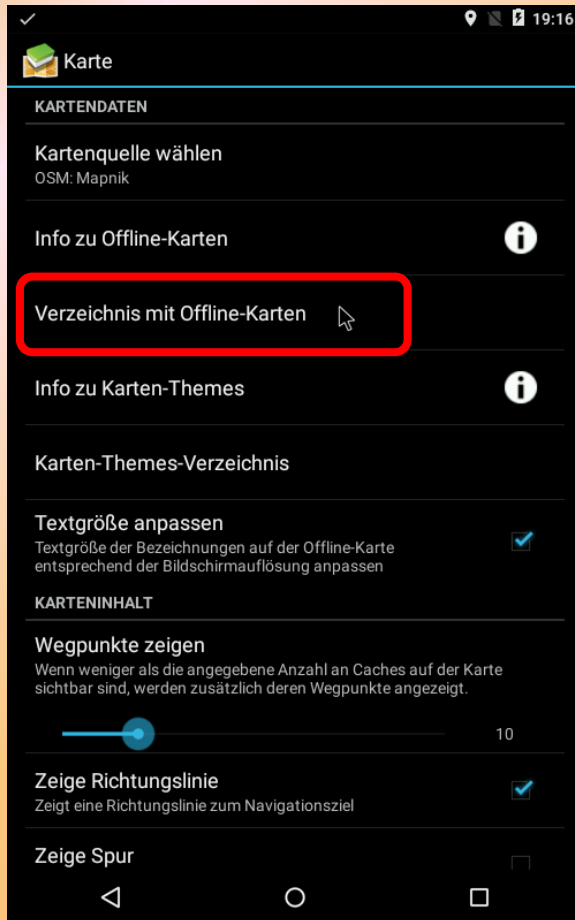 19:16
Karte
KARTENDATEN
Kartenquelle wählen
OSM: Mapnik
Info zu Offline-Karten
Verzeichnis mit Offline-Karten
Info zu Karten-Themes
Karten-Themes-Verzeichnis
Textgröße anpassen
Textgröße der Bezeichnungen auf der Offline-Karte
entsprechend der Bildschirmauflösung anpassen
KARTENINHALT
Wegpunkte zeigen
Wenn weniger als die angegebene Anzahl an Caches auf der Karte
sichtbar sind, werden zusätzlich deren Wegpunkte angezeigt.
10
Zeige Richtungslinie
Zeigt eine Richtungslinie zum Navigationsziel
Zeige Spur